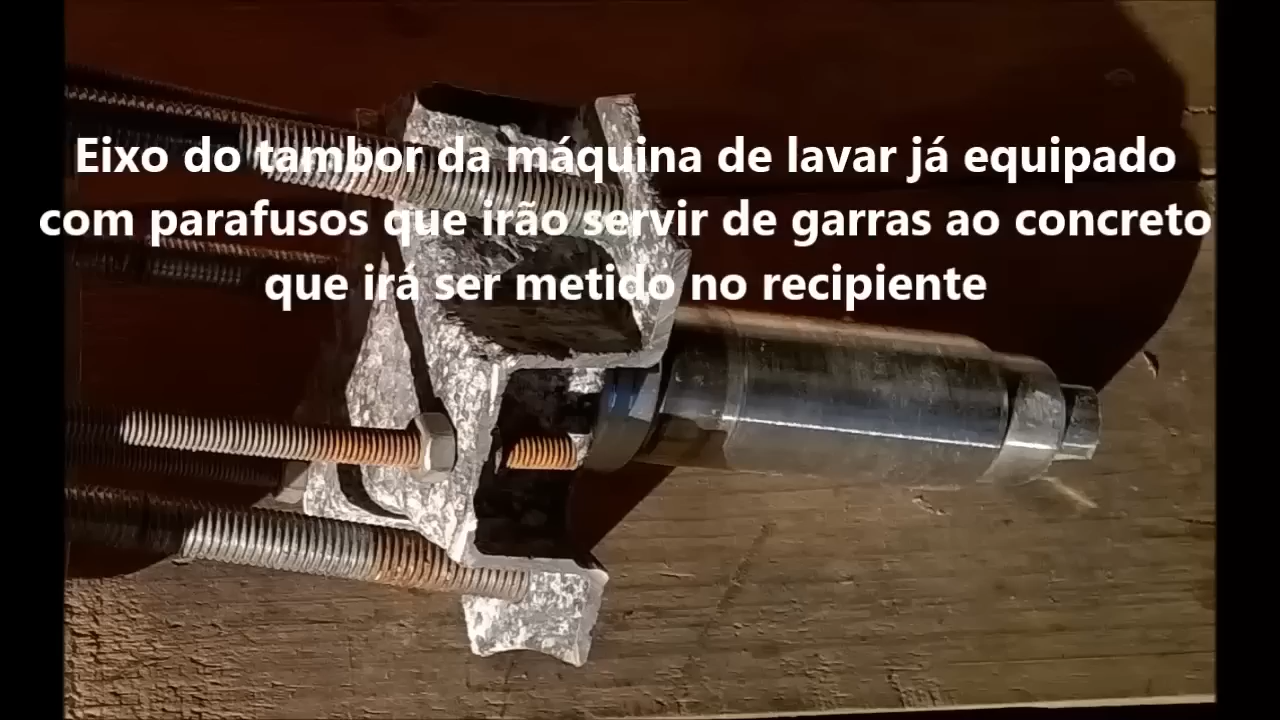 Eixo do tambor da máquina de lavar já equipado
com parafusos que irão servir de garras ao concreto
que irá ser metido no recipiente